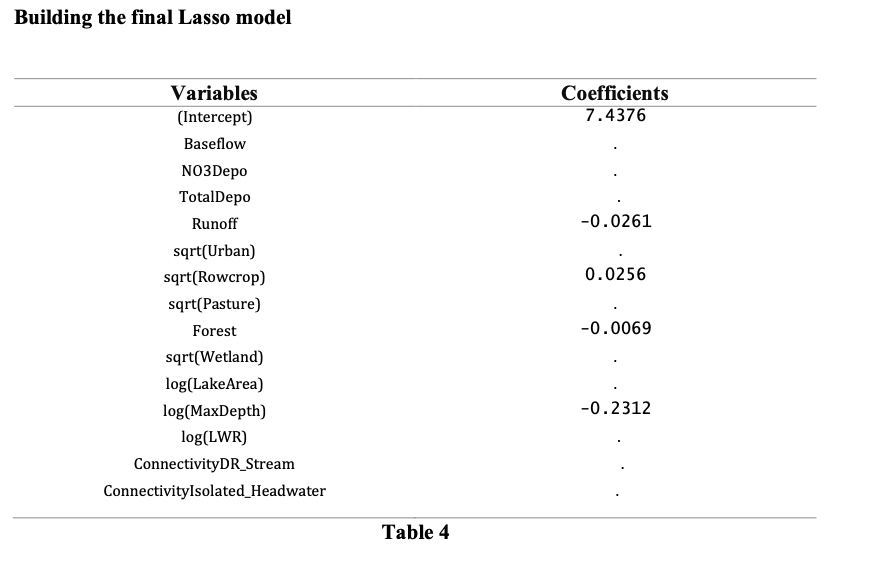 Building the final Lasso model
Variables Coefficients
(Intercept) 7.4376
Baseflow .
NO3Depo .
TotalDepo .
Runoff -0.0261
sqrt(Urban) .
sqrt(Rowcrop) 0.0256
sqrt(Pasture) .
Forest -0.0069
sqrt(Wetland) .
log(LakeArea) .
log(MaxDepth) -0.2312
log(LWR) .
ConnectivityDR_Stream .
ConnectivityIsolated_Headwater .
Table 4